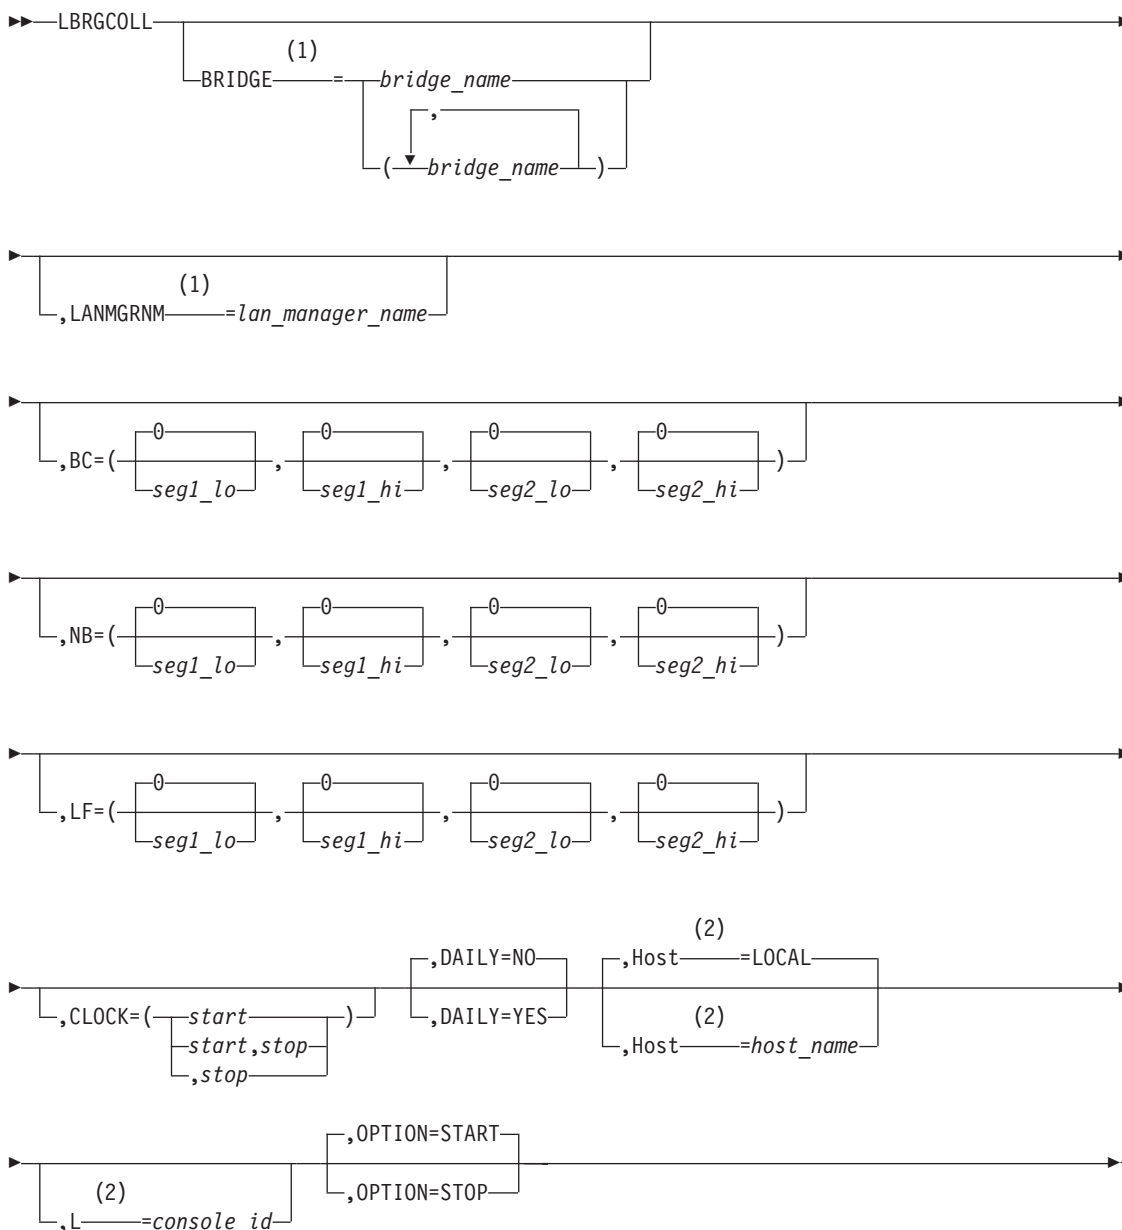 LBRGCOLL
(1)
BRIDGE = bridge_name
,
( bridge_name )
(1)
,LANMGRNM =lan_manager_name
0 0 0 0
,BC=( , , , )
seg1_lo seg1_hi seg2_lo seg2_hi
0 0 0 0
,NB=( , , , )
seg1_lo seg1_hi seg2_lo seg2_hi
0 0 0 0
,LF=( , , , )
seg1_lo seg1_hi seg2_lo seg2_hi
(2)
,DAILY=NO ,Host =LOCAL
,CLOCK=( start ) ,DAILY=YES (2)
start,stop ,Host =host_name
,stop
,OPTION=START
(2) ,OPTION=STOP
,L =console_id